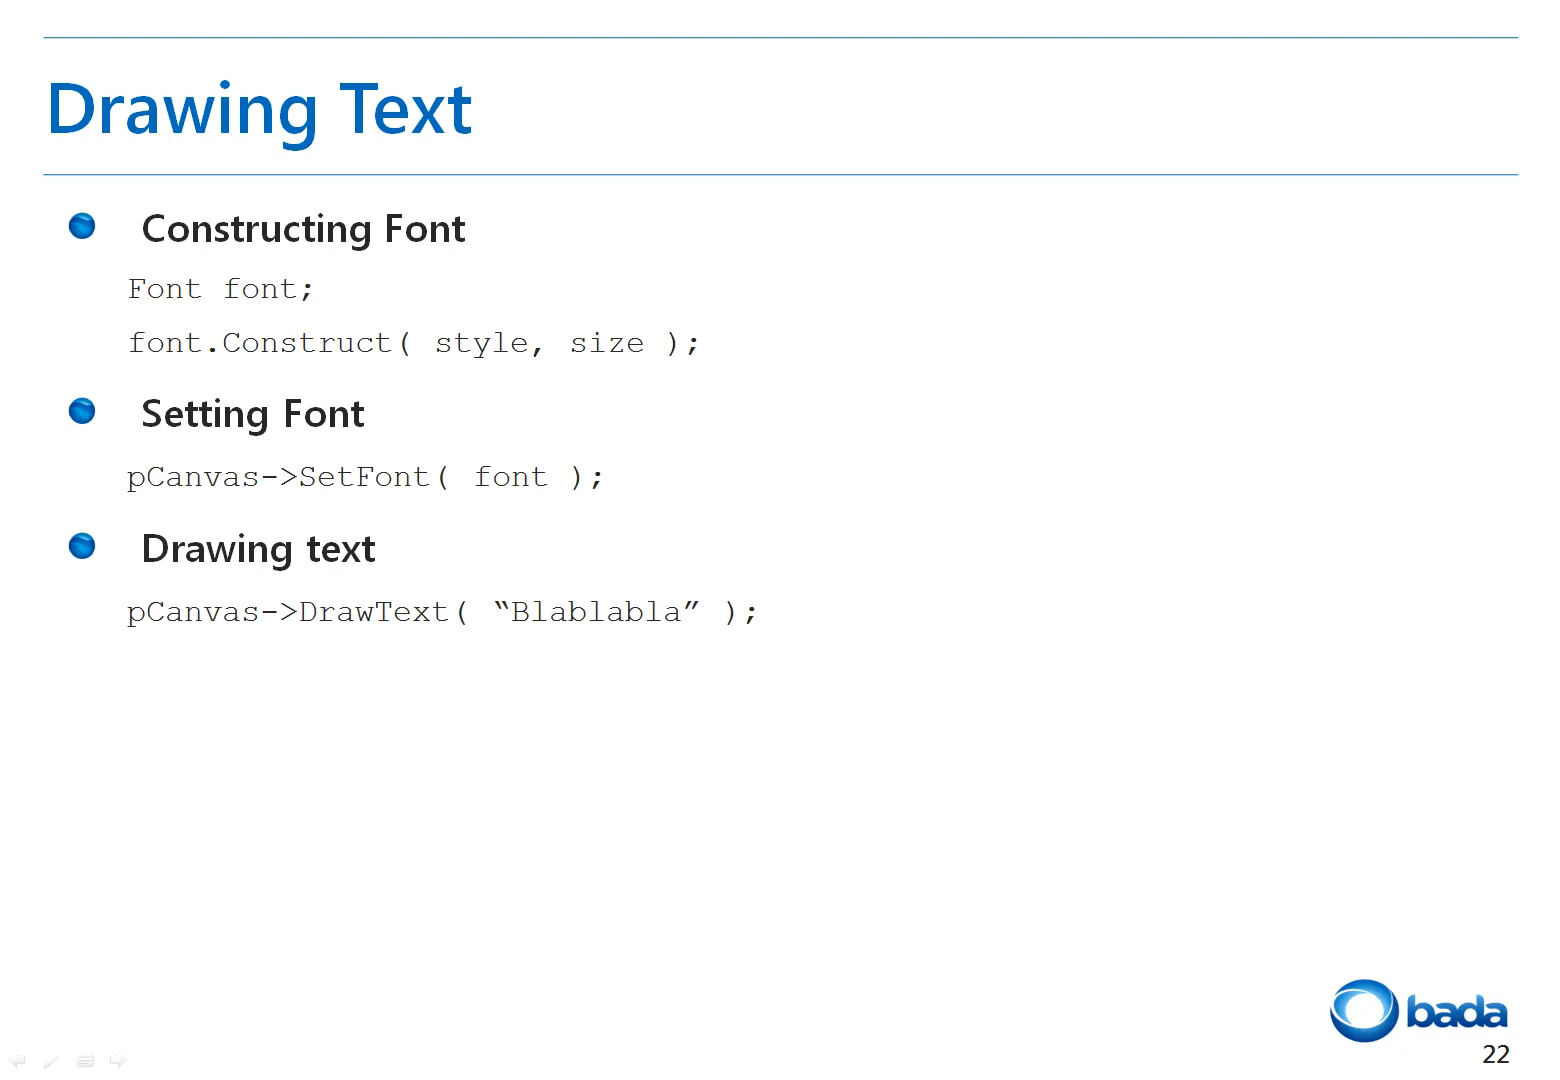 Drawing Text
Constructing Font
Font font;
font.Construct( style, size );
Setting Font
pCanvas->SetFont( font );
Drawing text
pCanvas->DrawText( “Blablabla” );
bada
22